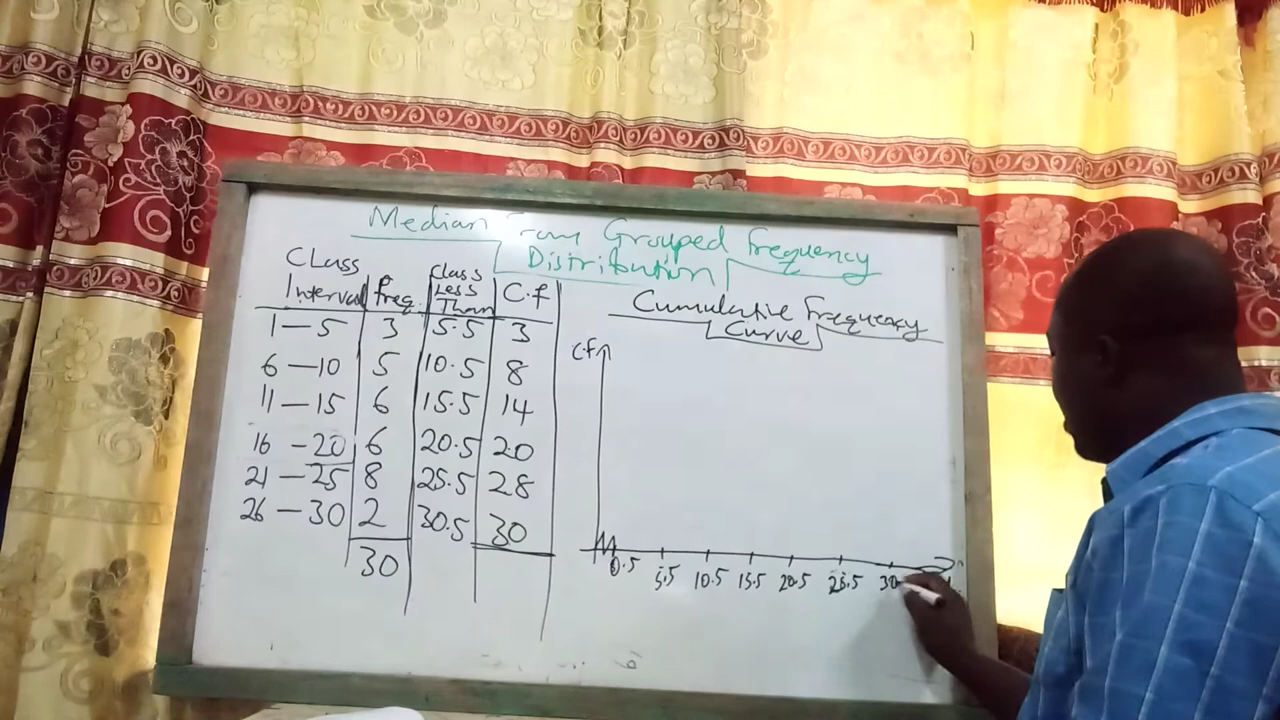 Median From Grouped Frequency
Distribution
Class Interval | freq. | Class Less Than | C.f
1 – 5 | 3 | 5.5 | 3
6 – 10 | 5 | 10.5 | 8
11 – 15 | 6 | 15.5 | 14
16 – 20 | 6 | 20.5 | 20
21 – 25 | 8 | 25.5 | 28
26 – 30 | 2 | 30.5 | 30
30
Cumulative Frequency
Curve
C.f
0.5 5.5 10.5 15.5 20.5 25.5 30